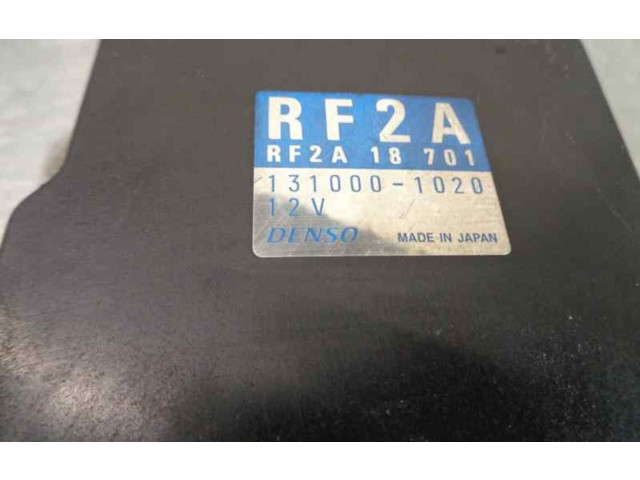 RF2A
RF2A 18 701
131000-1020
12V
DENSO MADE IN JAPAN